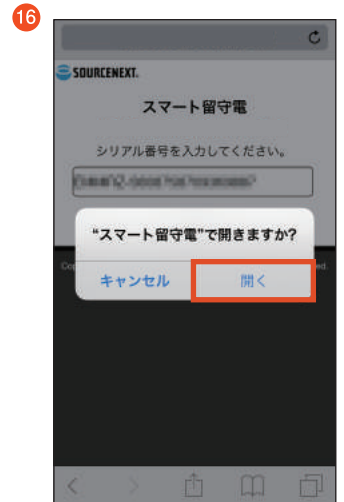 16
SOURCENEXT.
スマート留守電
シリアル番号を入力してください。
“スマート留守電”で開きますか?
キャンセル
開く